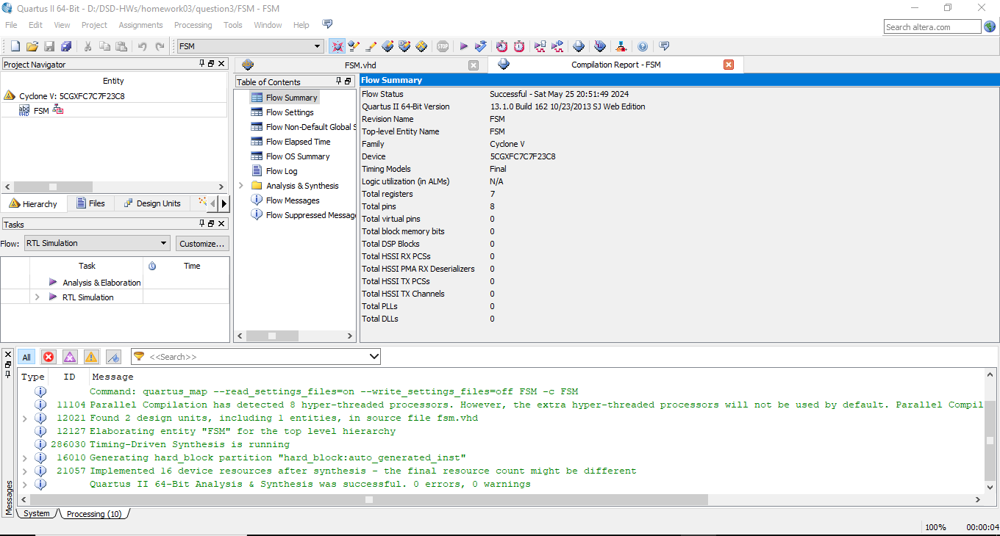 Quartus II 64-Bit - D:/DSD-HWs/homework03/question3/FSM - FSM
File Edit View Project Assignments Processing Tools Window Help
Search altera.com
FSM
STOP
Project Navigator
Entity
Cyclone V: 5CGXFC7C7F23C8
abc VHD FSM
Hierarchy Files Design Units
Tasks
Flow: RTL Simulation Customize...
Task Time
Analysis & Elaboration
RTL Simulation
FSM.vhd Compilation Report - FSM
Table of Contents
Flow Summary
Flow Settings
Flow Non-Default Global S
Flow Elapsed Time
Flow OS Summary
Flow Log
Analysis & Synthesis
Flow Messages
Flow Suppressed Messag
Flow Summary
Flow Status Successful - Sat May 25 20:51:49 2024
Quartus II 64-Bit Version 13.1.0 Build 162 10/23/2013 SJ Web Edition
Revision Name FSM
Top-level Entity Name FSM
Family Cyclone V
Device 5CGXFC7C7F23C8
Timing Models Final
Logic utilization (in ALMs) N/A
Total registers 7
Total pins 8
Total virtual pins 0
Total block memory bits 0
Total DSP Blocks 0
Total HSSI RX PCSs 0
Total HSSI PMA RX Deserializers 0
Total HSSI TX PCSs 0
Total HSSI TX Channels 0
Total PLLs 0
Total DLLs 0
All <<Search>>
Type ID Message
Command: quartus_map --read_settings_files=on --write_settings_files=off FSM -c FSM
11104 Parallel Compilation has detected 8 hyper-threaded processors. However, the extra hyper-threaded processors will not be used by default. Parallel Compil
12021 Found 2 design units, including 1 entities, in source file fsm.vhd
12127 Elaborating entity "FSM" for the top level hierarchy
286030 Timing-Driven Synthesis is running
16010 Generating hard_block partition "hard_block:auto_generated_inst"
21057 Implemented 16 device resources after synthesis - the final resource count might be different
Quartus II 64-Bit Analysis & Synthesis was successful. 0 errors, 0 warnings
Messages
System Processing (10)
100% 00:00:04